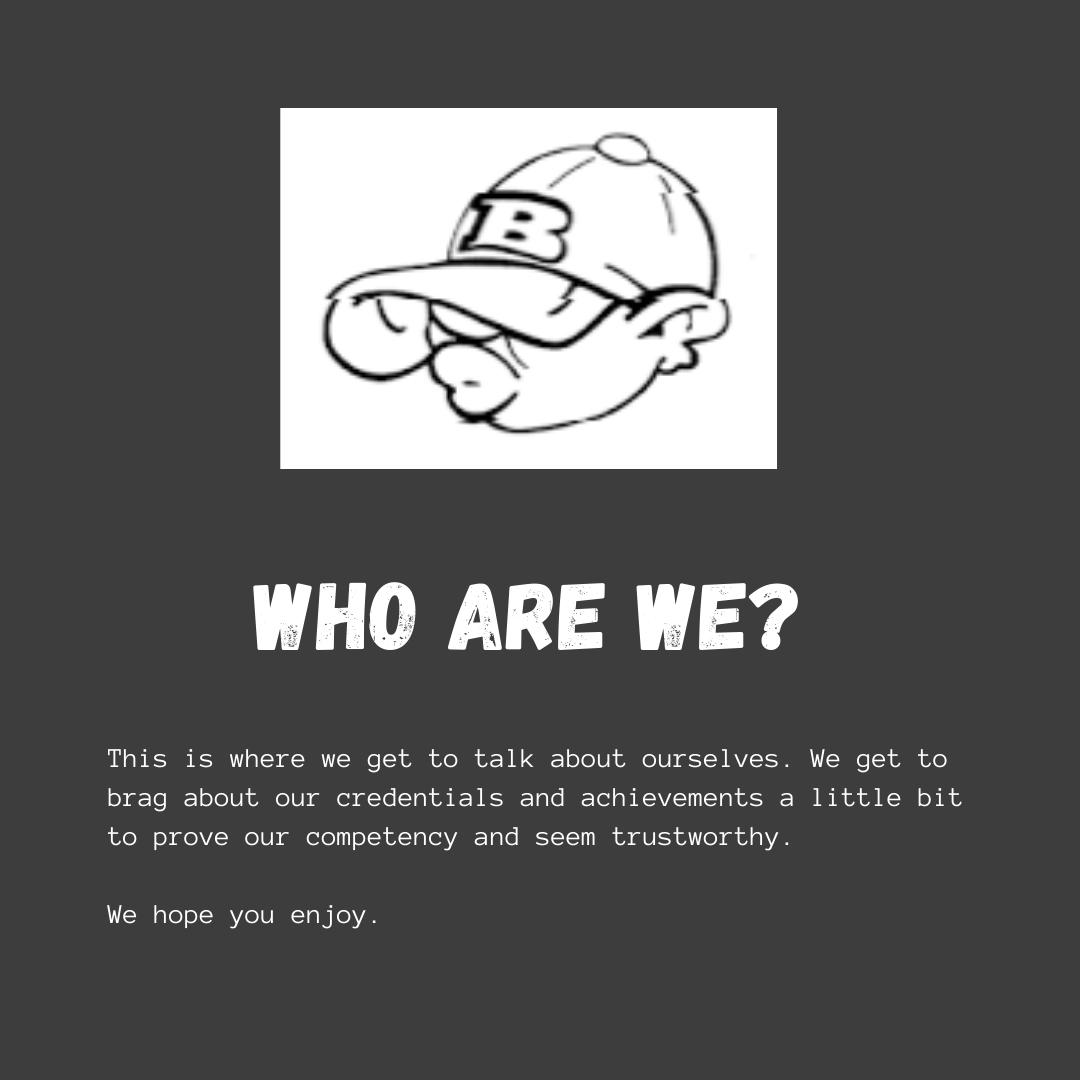 B
WHO ARE WE?
This is where we get to talk about ourselves. We get to
brag about our credentials and achievements a little bit
to prove our competency and seem trustworthy.
We hope you enjoy.